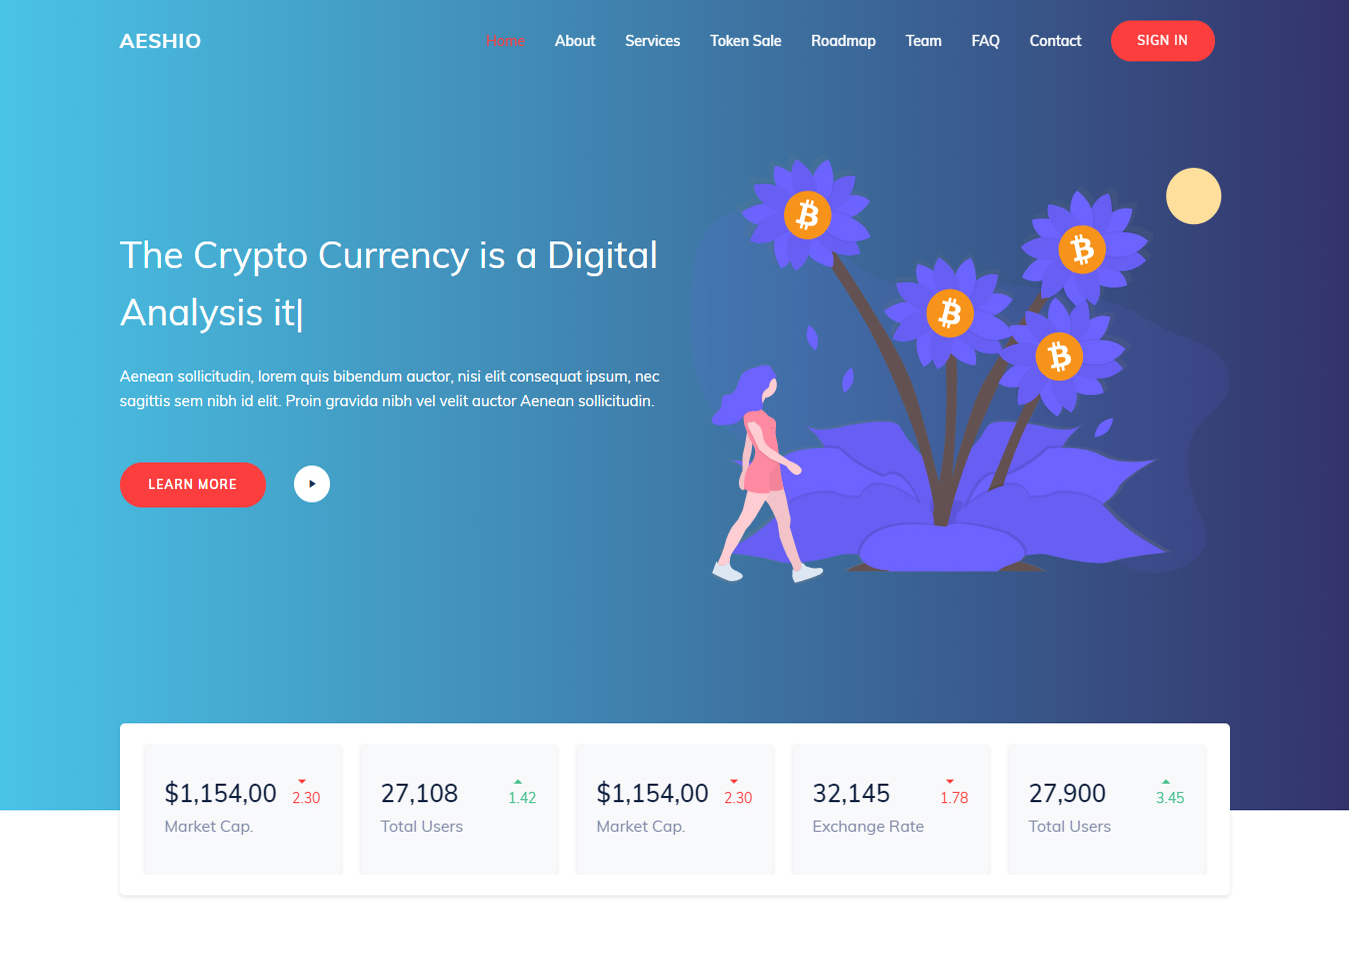 AESHIO
Home About Services Token Sale Roadmap Team FAQ Contact SIGN IN
The Crypto Currency is a Digital
Analysis it|
Aenean sollicitudin, lorem quis bibendum auctor, nisi elit consequat ipsum, nec
sagittis sem nibh id elit. Proin gravida nibh vel velit auctor Aenean sollicitudin.
LEARN MORE
$1,154,00 2.30
Market Cap.
27,108 1.42
Total Users
$1,154,00 2.30
Market Cap.
32,145 1.78
Exchange Rate
27,900 3.45
Total Users